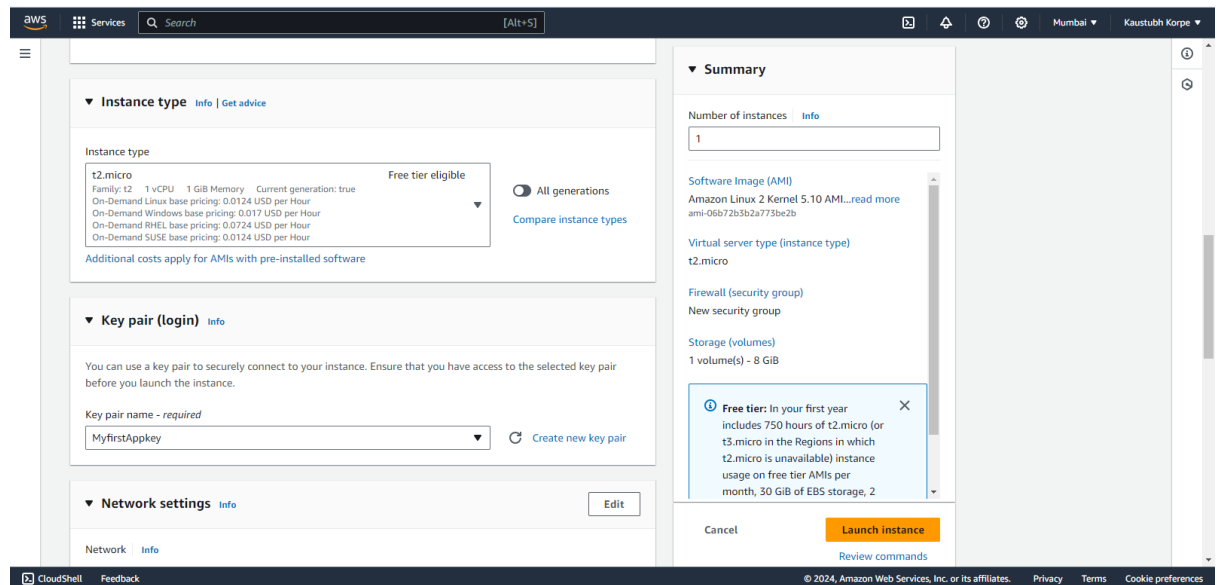 aws
Services
Search
[Alt+S]
Mumbai
Kaustubh Korpe
Instance type Info | Get advice
Instance type
t2.micro Free tier eligible
Family: t2 1 vCPU 1 GiB Memory Current generation: true
On-Demand Linux base pricing: 0.0124 USD per Hour
On-Demand Windows base pricing: 0.017 USD per Hour
On-Demand RHEL base pricing: 0.0724 USD per Hour
On-Demand SUSE base pricing: 0.0124 USD per Hour
All generations
Compare instance types
Additional costs apply for AMIs with pre-installed software
Key pair (login) Info
You can use a key pair to securely connect to your instance. Ensure that you have access to the selected key pair
before you launch the instance.
Key pair name - required
MyfirstAppkey
Create new key pair
Network settings Info
Edit
Network Info
Summary
Number of instances Info
1
Software Image (AMI)
Amazon Linux 2 Kernel 5.10 AMI...read more
ami-06b72b3b2a773be2b
Virtual server type (instance type)
t2.micro
Firewall (security group)
New security group
Storage (volumes)
1 volume(s) - 8 GiB
Free tier: In your first year
includes 750 hours of t2.micro (or
t3.micro in the Regions in which
t2.micro is unavailable) instance
usage on free tier AMIs per
month, 30 GiB of EBS storage, 2
Cancel
Launch instance
Review commands
CloudShell
Feedback
© 2024, Amazon Web Services, Inc. or its affiliates.
Privacy
Terms
Cookie preferences